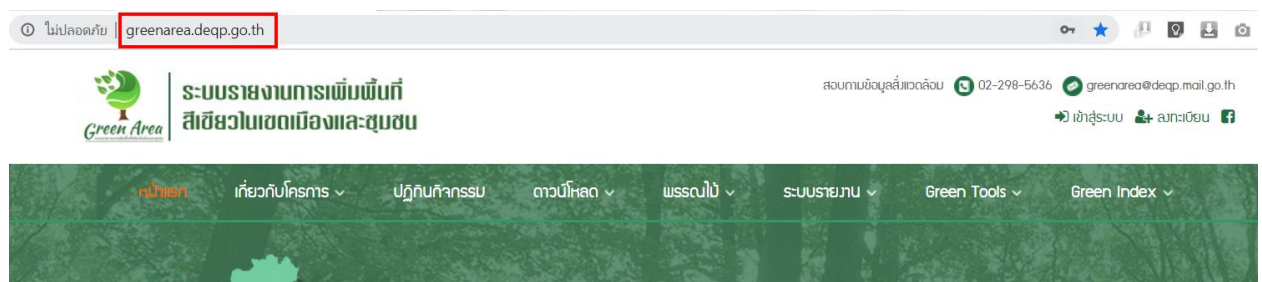 ไม่ปลอดภัย | greenarea.deqp.go.th
สอบถามข้อมูลสิ่งแวดล้อม 02-298-5636 greenarea@deqp.mail.go.th
ระบบรายงานการเพิ่มพื้นที่
สีเขียวในเขตเมืองและชุมชน
Green Area
เข้าสู่ระบบ ลงทะเบียน
หน้าแรก เกี่ยวกับโครงการ ปฏิทินกิจกรรม ดาวน์โหลด พรรณไม้ ระบบรายงาน Green Tools Green Index